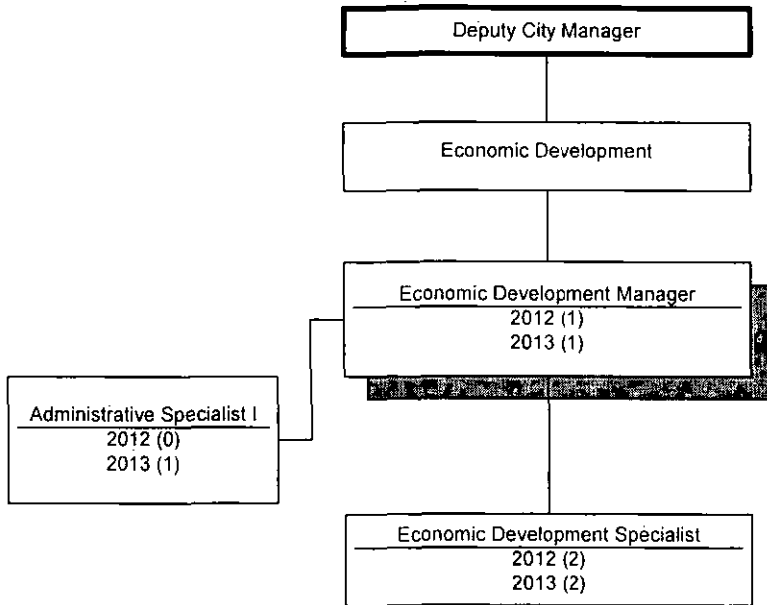 Deputy City Manager
Economic Development
Economic Development Manager
2012 (1)
2013 (1)
Administrative Specialist I
2012 (0)
2013 (1)
Economic Development Specialist
2012 (2)
2013 (2)